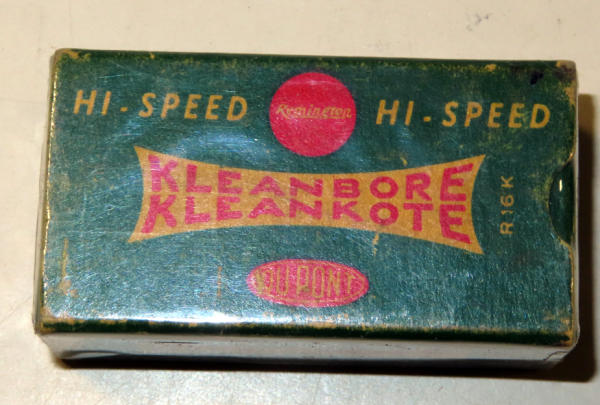 HI-SPEED Remington HI-SPEED
KLEANBORE
KLEANKOTE
R16K
DU PONT